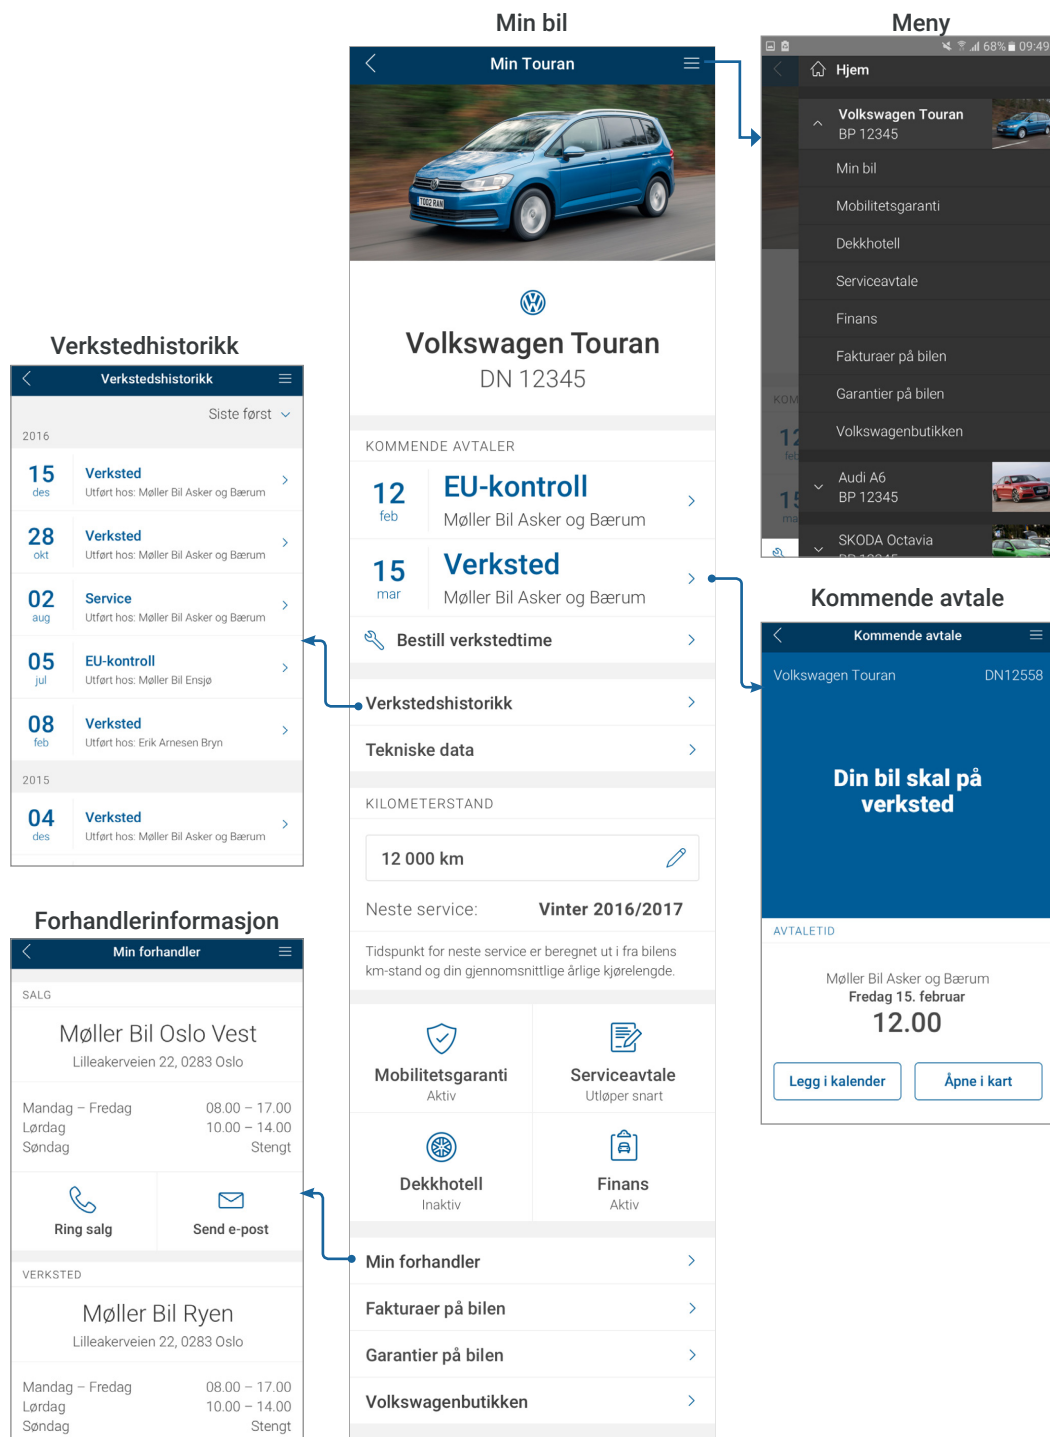 Min bil
Min Touran
TO02 RAN
Volkswagen Touran
DN 12345
KOMMENDE AVTALER
12
feb
EU-kontroll
Møller Bil Asker og Bærum
15
mar
Verksted
Møller Bil Asker og Bærum
Bestill verkstedtime
Verkstedshistorikk
Tekniske data
KILOMETERSTAND
12 000 km
Neste service: Vinter 2016/2017
Tidspunkt for neste service er beregnet ut i fra bilens
km-stand og din gjennomsnittlige årlige kjørelengde.
Mobilitetsgaranti
Aktiv
Serviceavtale
Utløper snart
Dekkhotell
Inaktiv
Finans
Aktiv
Min forhandler
Fakturaer på bilen
Garantier på bilen
Volkswagenbutikken
Meny
68% 09:49
Hjem
Volkswagen Touran
BP 12345
Min bil
Mobilitetsgaranti
Dekkhotell
Serviceavtale
Finans
Fakturaer på bilen
Garantier på bilen
Volkswagenbutikken
Audi A6
BP 12345
SKODA Octavia
BP 12345
KOM
12
feb
15
ma
Verkstedhistorikk
Verkstedshistorikk
Siste først
2016
15
des
Verksted
Utført hos: Møller Bil Asker og Bærum
28
okt
Verksted
Utført hos: Møller Bil Asker og Bærum
02
aug
Service
Utført hos: Møller Bil Asker og Bærum
05
jul
EU-kontroll
Utført hos: Møller Bil Ensjø
08
feb
Verksted
Utført hos: Erik Arnesen Bryn
2015
04
des
Verksted
Utført hos: Møller Bil Asker og Bærum
Kommende avtale
Kommende avtale
Volkswagen Touran DN12558
Din bil skal på
verksted
AVTALETID
Møller Bil Asker og Bærum
Fredag 15. februar
12.00
Legg i kalender
Åpne i kart
Forhandlerinformasjon
Min forhandler
SALG
Møller Bil Oslo Vest
Lilleakerveien 22, 0283 Oslo
Mandag – Fredag 08.00 – 17.00
Lørdag 10.00 – 14.00
Søndag Stengt
Ring salg
Send e-post
VERKSTED
Møller Bil Ryen
Lilleakerveien 22, 0283 Oslo
Mandag – Fredag 08.00 – 17.00
Lørdag 10.00 – 14.00
Søndag Stengt